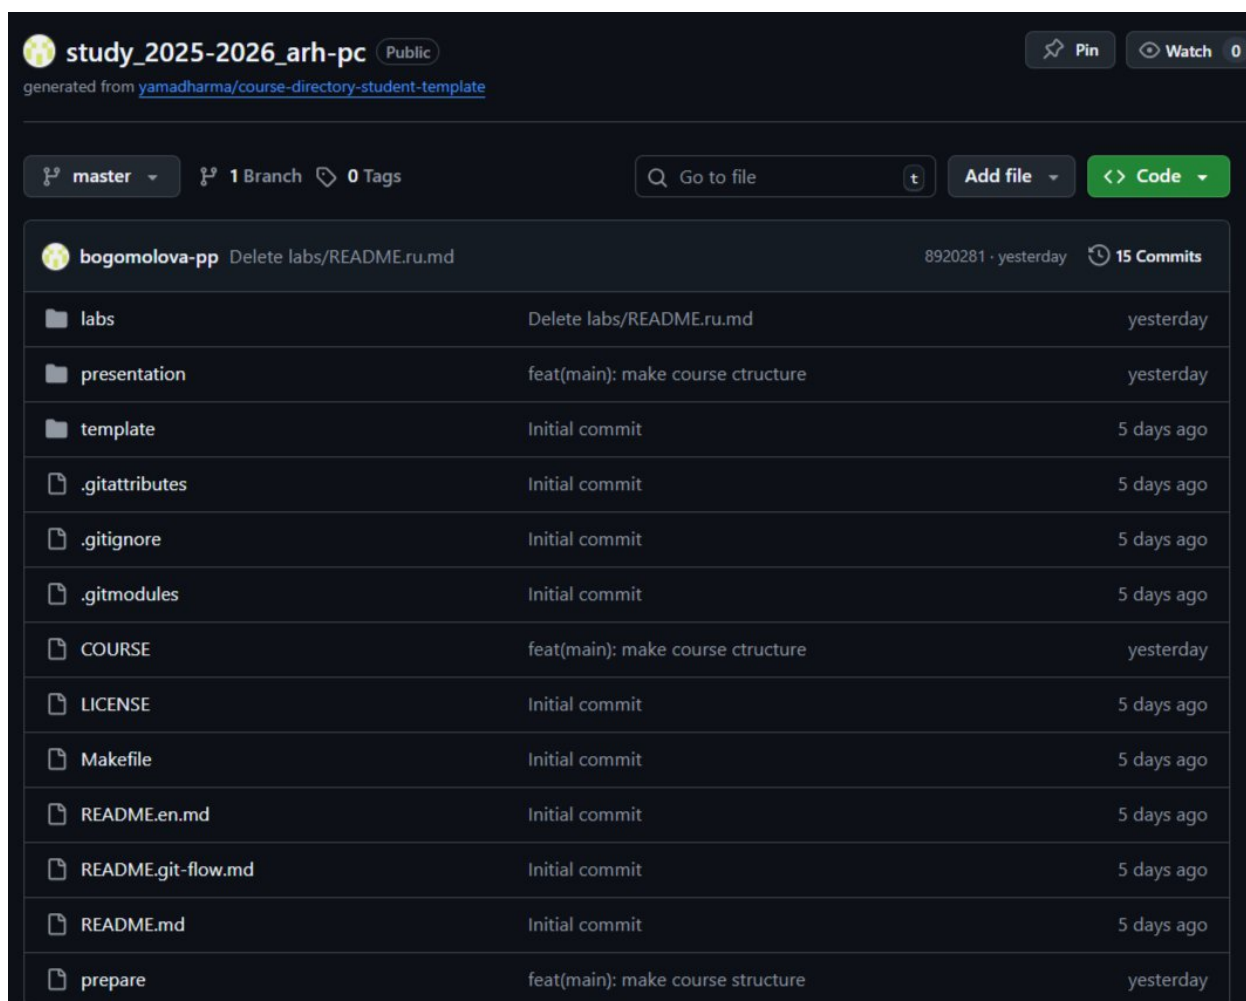 study_2025-2026_arh-pc Public Pin Watch 0
generated from yamadharma/course-directory-student-template
master 1 Branch 0 Tags Go to file t Add file Code
bogomolova-pp Delete labs/README.ru.md 8920281 · yesterday 15 Commits
labs Delete labs/README.ru.md yesterday
presentation feat(main): make course ctructure yesterday
template Initial commit 5 days ago
.gitattributes Initial commit 5 days ago
.gitignore Initial commit 5 days ago
.gitmodules Initial commit 5 days ago
COURSE feat(main): make course ctructure yesterday
LICENSE Initial commit 5 days ago
Makefile Initial commit 5 days ago
README.en.md Initial commit 5 days ago
README.git-flow.md Initial commit 5 days ago
README.md Initial commit 5 days ago
prepare feat(main): make course structure yesterday